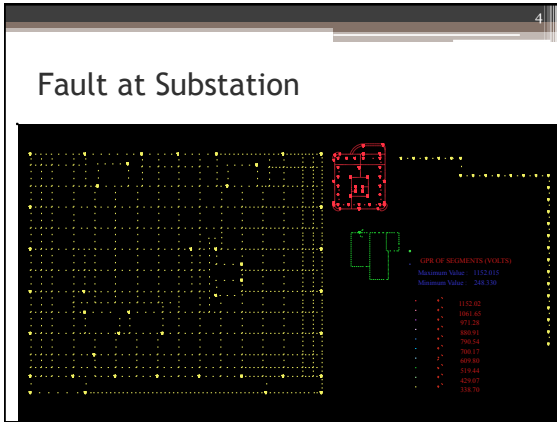 4
Fault at Substation
GPR OF SEGMENTS (VOLTS)
Maximum Value 1152.015
Minimum Value 248.330
1152.02
1061.65
971.28
880.91
790.54
700.17
609.80
519.44
429.07
338.70